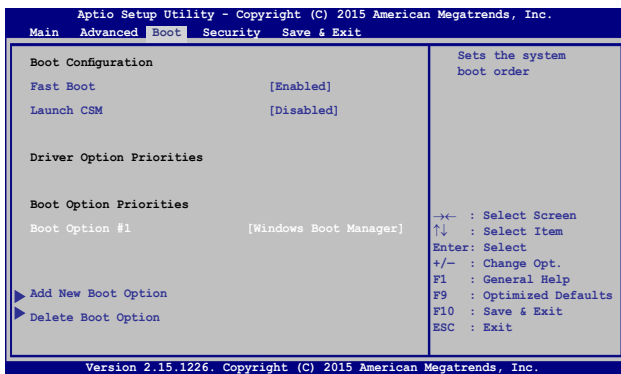 Aptio Setup Utility - Copyright (C) 2015 American Megatrends, Inc.
Main Advanced Boot Security Save & Exit
Boot Configuration
Fast Boot [Enabled]
Launch CSM [Disabled]
Driver Option Priorities
Boot Option Priorities
Boot Option #1 [Windows Boot Manager]
Add New Boot Option
Delete Boot Option
Sets the system
boot order
→← : Select Screen
↑↓ : Select Item
Enter: Select
+/— : Change Opt.
F1 : General Help
F9 : Optimized Defaults
F10 : Save & Exit
ESC : Exit
Version 2.15.1226. Copyright (C) 2015 American Megatrends, Inc.